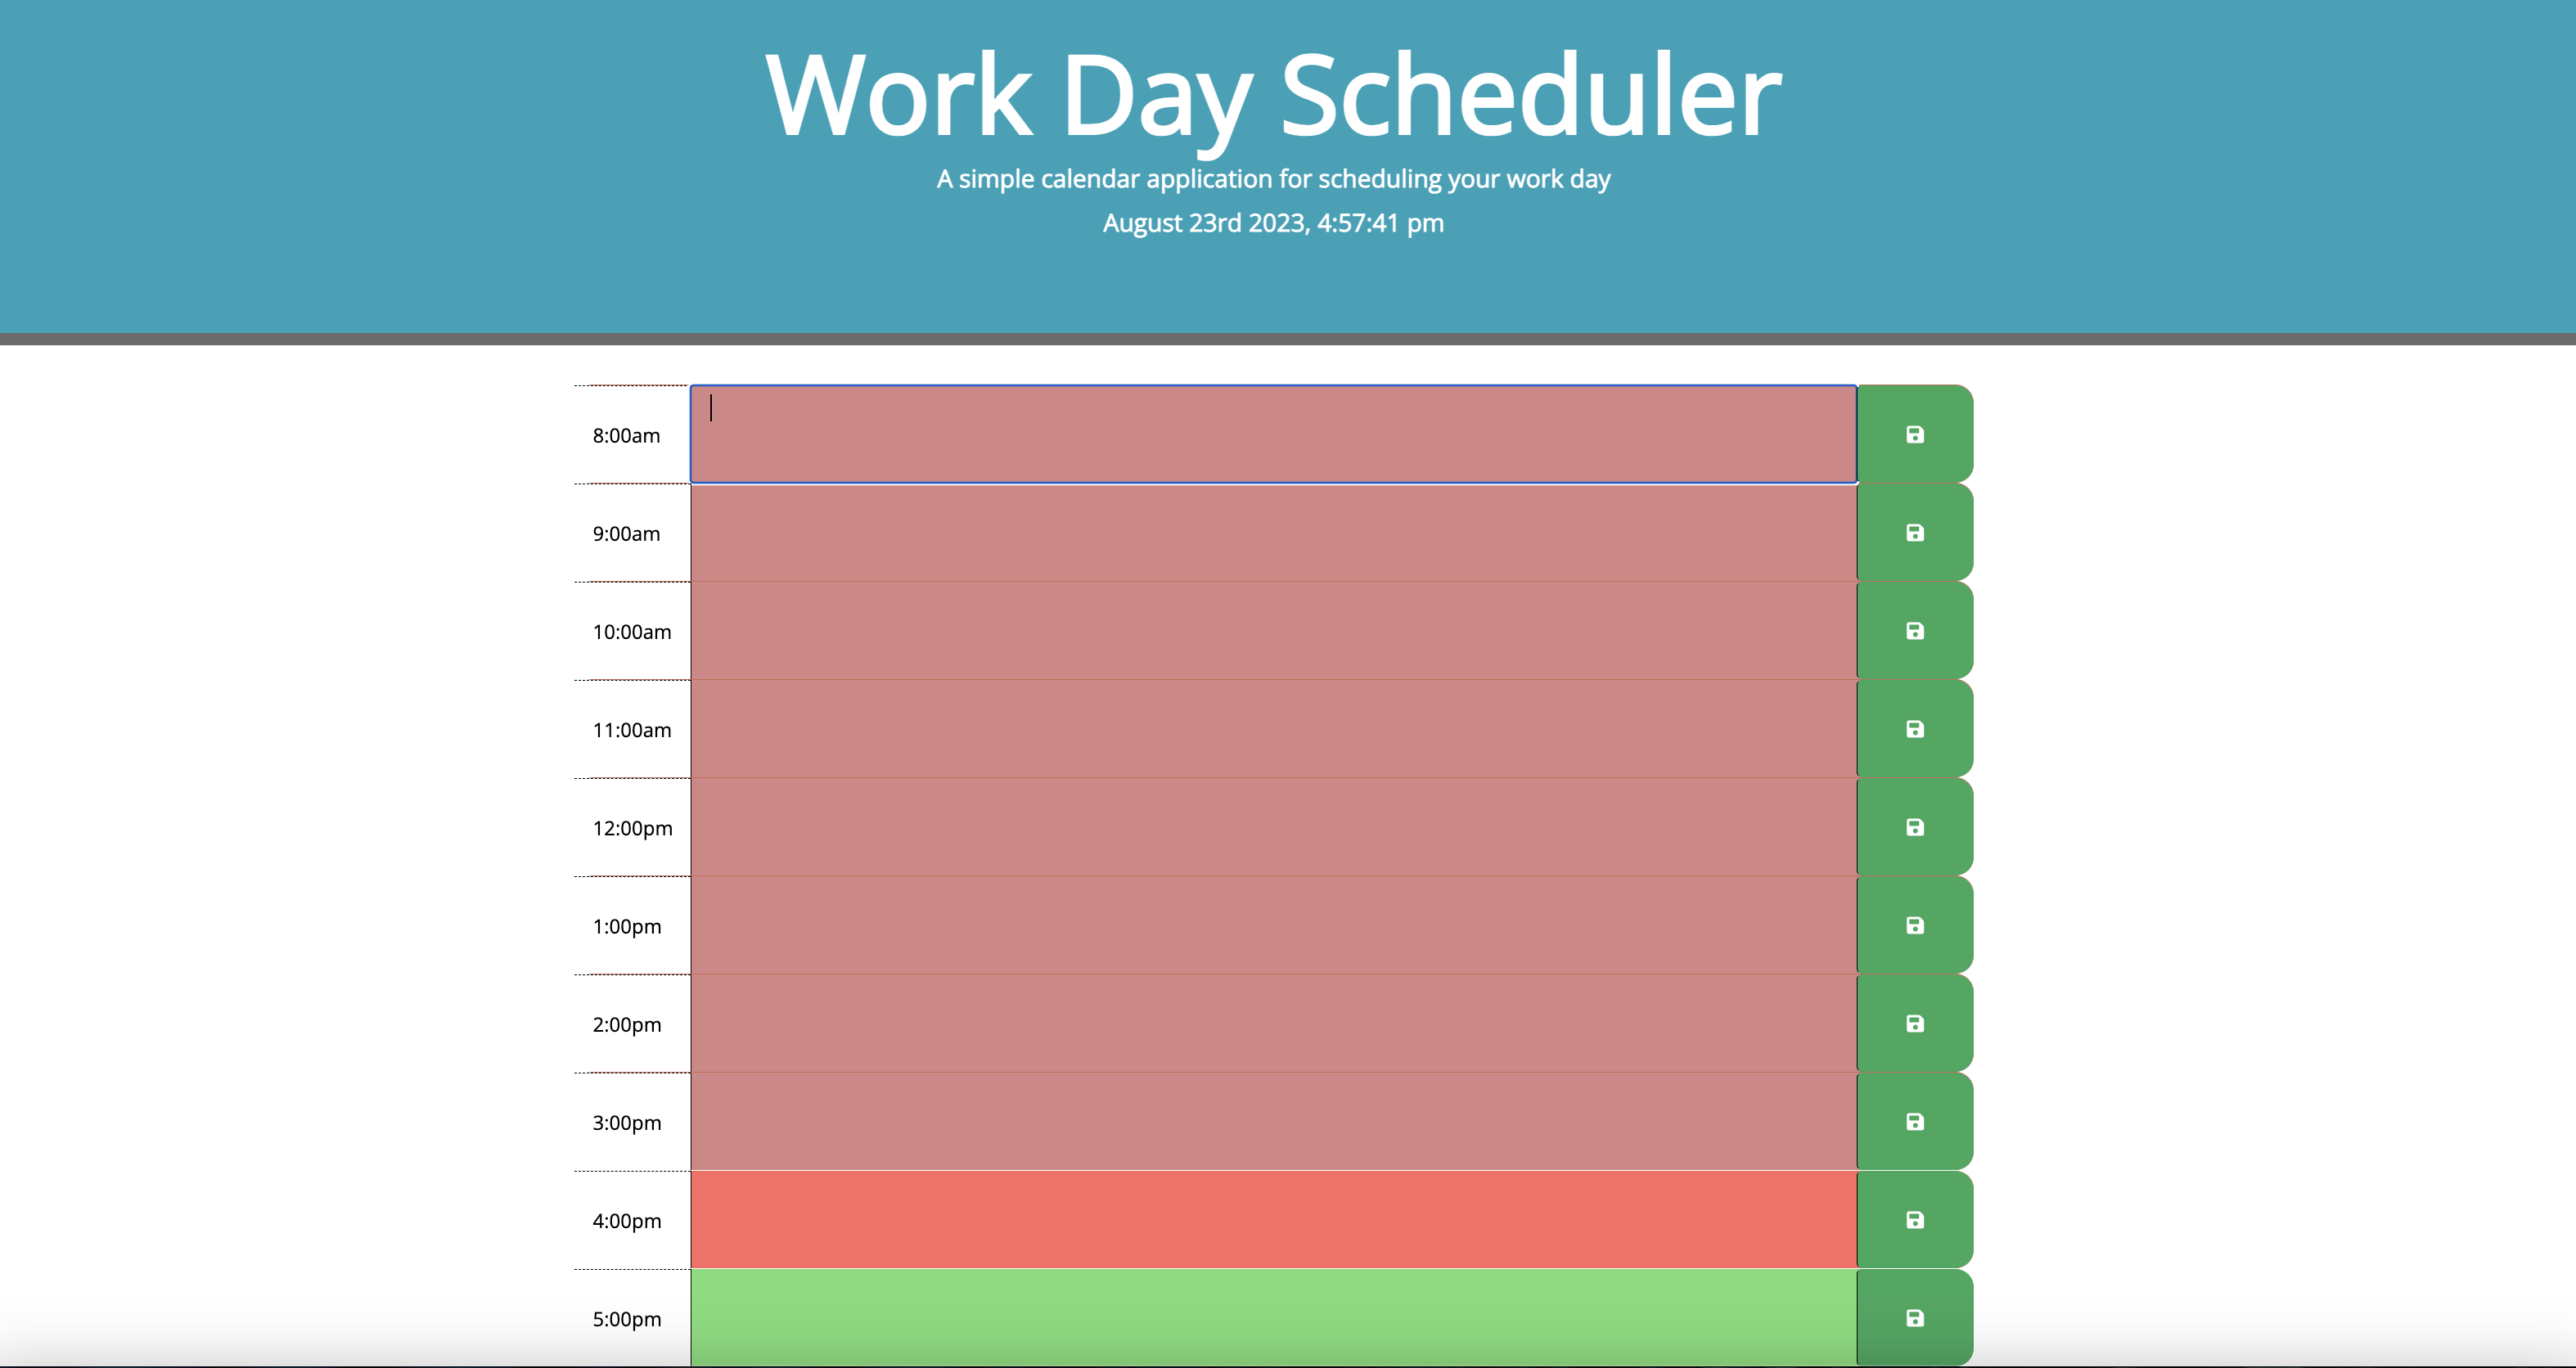 Work Day Scheduler
A simple calendar application for scheduling your work day
August 23rd 2023, 4:57:41 pm
8:00am
9:00am
10:00am
11:00am
12:00pm
1:00pm
2:00pm
3:00pm
4:00pm
5:00pm